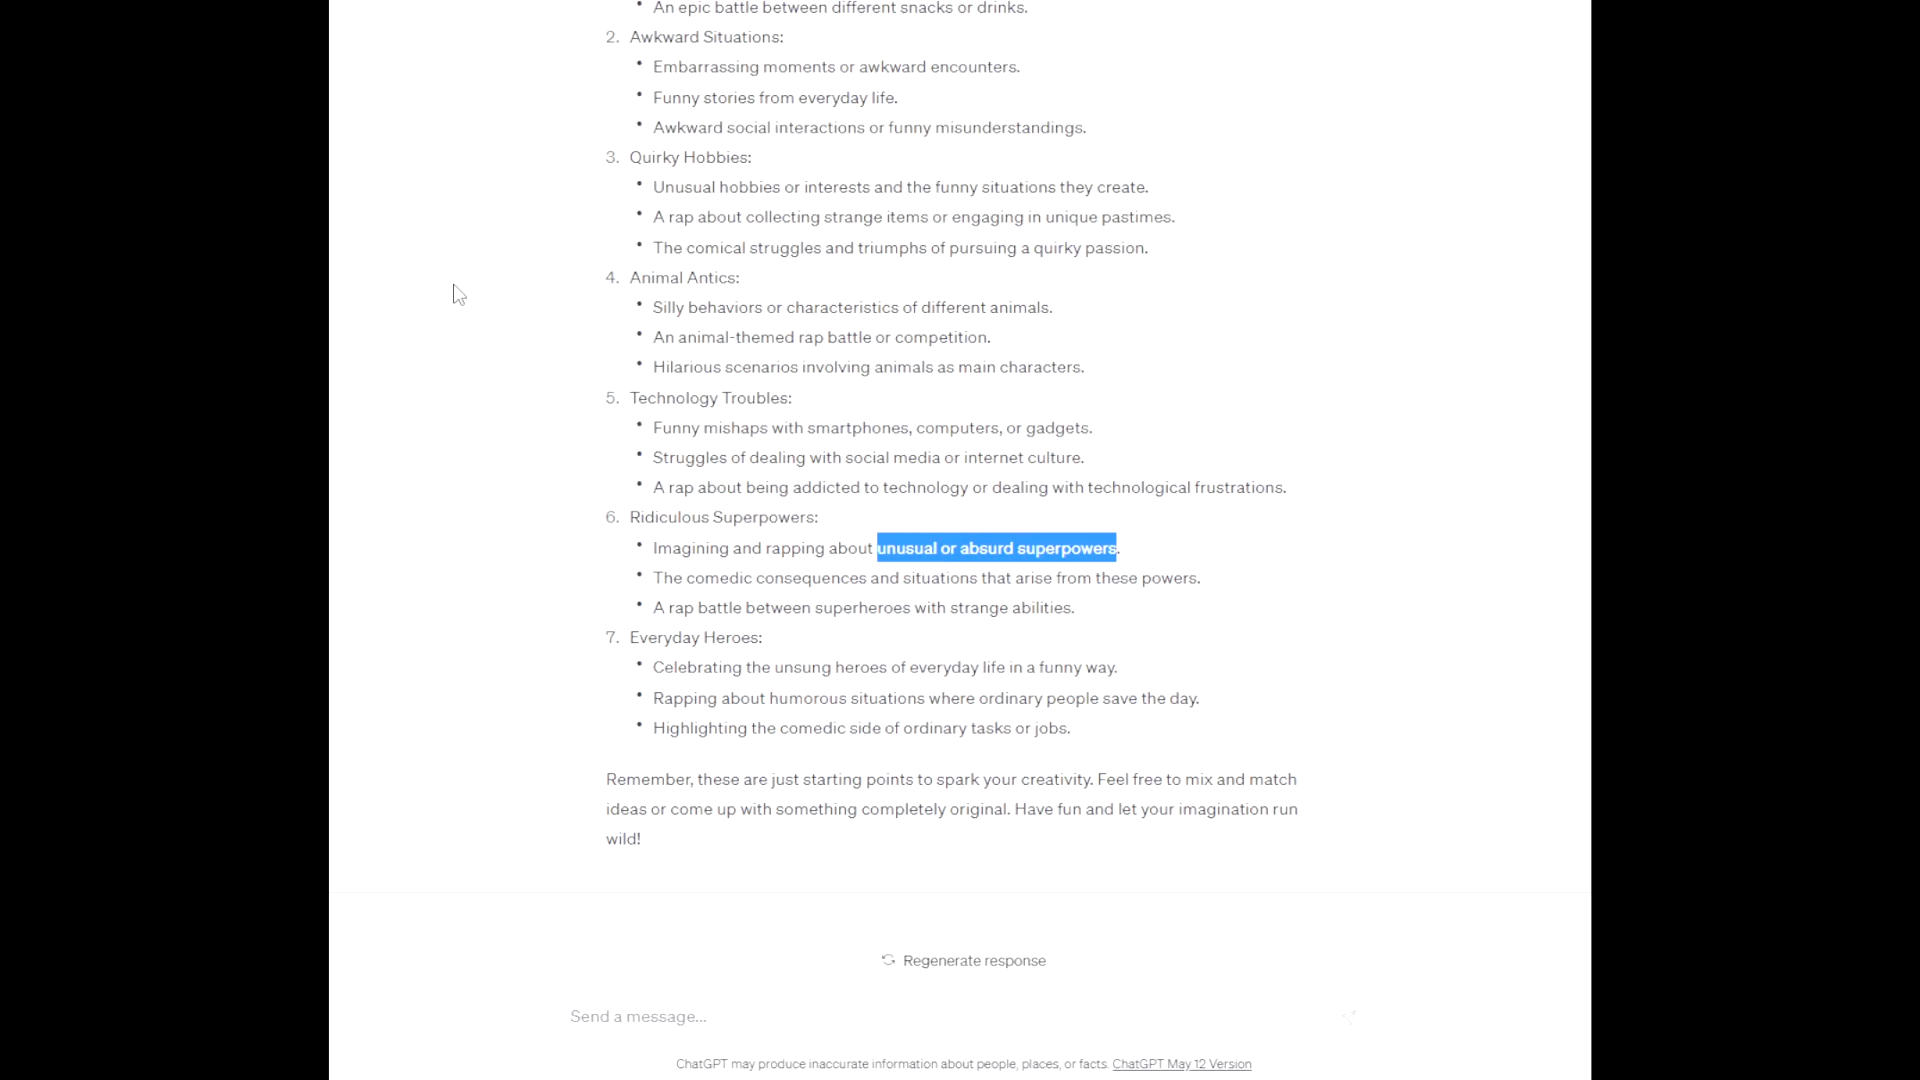 • An epic battle between different snacks or drinks.
2. Awkward Situations:
• Embarrassing moments or awkward encounters.
• Funny stories from everyday life.
• Awkward social interactions or funny misunderstandings.
3. Quirky Hobbies:
• Unusual hobbies or interests and the funny situations they create.
• A rap about collecting strange items or engaging in unique pastimes.
• The comical struggles and triumphs of pursuing a quirky passion.
4. Animal Antics:
• Silly behaviors or characteristics of different animals.
• An animal-themed rap battle or competition.
• Hilarious scenarios involving animals as main characters.
5. Technology Troubles:
• Funny mishaps with smartphones, computers, or gadgets.
• Struggles of dealing with social media or internet culture.
• A rap about being addicted to technology or dealing with technological frustrations.
6. Ridiculous Superpowers:
• Imagining and rapping about unusual or absurd superpowers.
• The comedic consequences and situations that arise from these powers.
• A rap battle between superheroes with strange abilities.
7. Everyday Heroes:
• Celebrating the unsung heroes of everyday life in a funny way.
• Rapping about humorous situations where ordinary people save the day.
• Highlighting the comedic side of ordinary tasks or jobs.
Remember, these are just starting points to spark your creativity. Feel free to mix and match
ideas or come up with something completely original. Have fun and let your imagination run
wild!
Regenerate response
Send a message...
ChatGPT may produce inaccurate information about people, places, or facts. ChatGPT May 12 Version